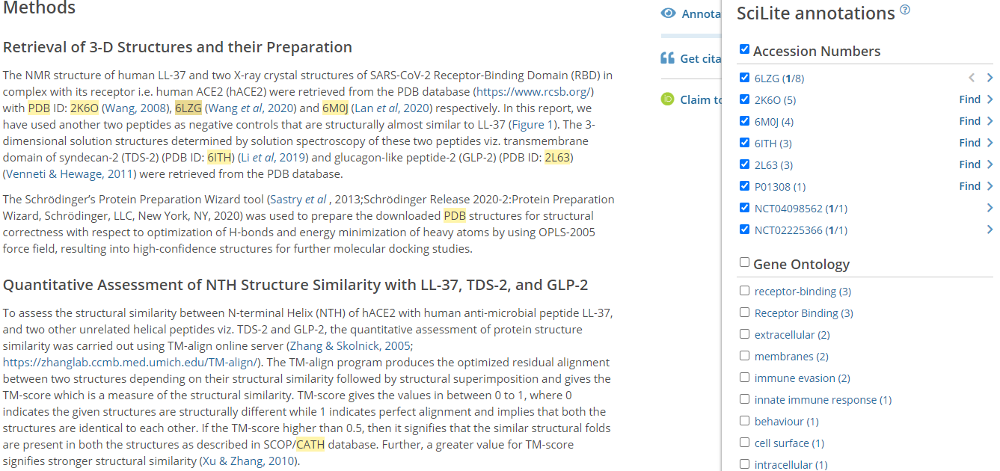 Methods
Retrieval of 3-D Structures and their Preparation
The NMR structure of human LL-37 and two X-ray crystal structures of SARS-CoV-2 Receptor-Binding Domain (RBD) in
complex with its receptor i.e. human ACE2 (hACE2) were retrieved from the PDB database (https://www.rcsb.org/)
with PDB ID: 2K6O (Wang, 2008), 6LZG (Wang et al, 2020) and 6M0J (Lan et al, 2020) respectively. In this report, we
have used another two peptides as negative controls that are structurally almost similar to LL-37 (Figure 1). The 3-
dimensional solution structures determined by solution spectroscopy of these two peptides viz. transmembrane
domain of syndecan-2 (TDS-2) (PDB ID: 6ITH) (Li et al, 2019) and glucagon-like peptide-2 (GLP-2) (PDB ID: 2L63)
(Venneti & Hewage, 2011) were retrieved from the PDB database.
The Schrödinger's Protein Preparation Wizard tool (Sastry et al , 2013;Schrödinger Release 2020-2:Protein Preparation
Wizard, Schrödinger, LLC, New York, NY, 2020) was used to prepare the downloaded PDB structures for structural
correctness with respect to optimization of H-bonds and energy minimization of heavy atoms by using OPLS-2005
force field, resulting into high-confidence structures for further molecular docking studies.
Quantitative Assessment of NTH Structure Similarity with LL-37, TDS-2, and GLP-2
To assess the structural similarity between N-terminal Helix (NTH) of hACE2 with human anti-microbial peptide LL-37,
and two other unrelated helical peptides viz. TDS-2 and GLP-2, the quantitative assessment of protein structure
similarity was carried out using TM-align online server (Zhang & Skolnick, 2005;
https://zhanglab.ccmb.med.umich.edu/TM-align/). The TM-align program produces the optimized residual alignment
between two structures depending on their structural similarity followed by structural superimposition and gives the
TM-score which is a measure of the structural similarity. TM-score gives the values in between 0 to 1, where 0
indicates the given structures are structurally different while 1 indicates perfect alignment and implies that both the
structures are identical to each other. If the TM-score higher than 0.5, then it signifies that the similar structural folds
are present in both the structures as described in SCOP/CATH database. Further, a greater value for TM-score
signifies stronger structural similarity (Xu & Zhang, 2010).
Annota
Get cita
iD Claim to
SciLite annotations ?
Accession Numbers
6LZG (1/8)
2K6O (5) Find
6M0J (4) Find
6ITH (3) Find
2L63 (3) Find
P01308 (1) Find
NCT04098562 (1/1)
NCT02225366 (1/1)
Gene Ontology
receptor-binding (3)
Receptor Binding (3)
extracellular (2)
membranes (2)
immune evasion (2)
innate immune response (1)
behaviour (1)
cell surface (1)
intracellular (1)